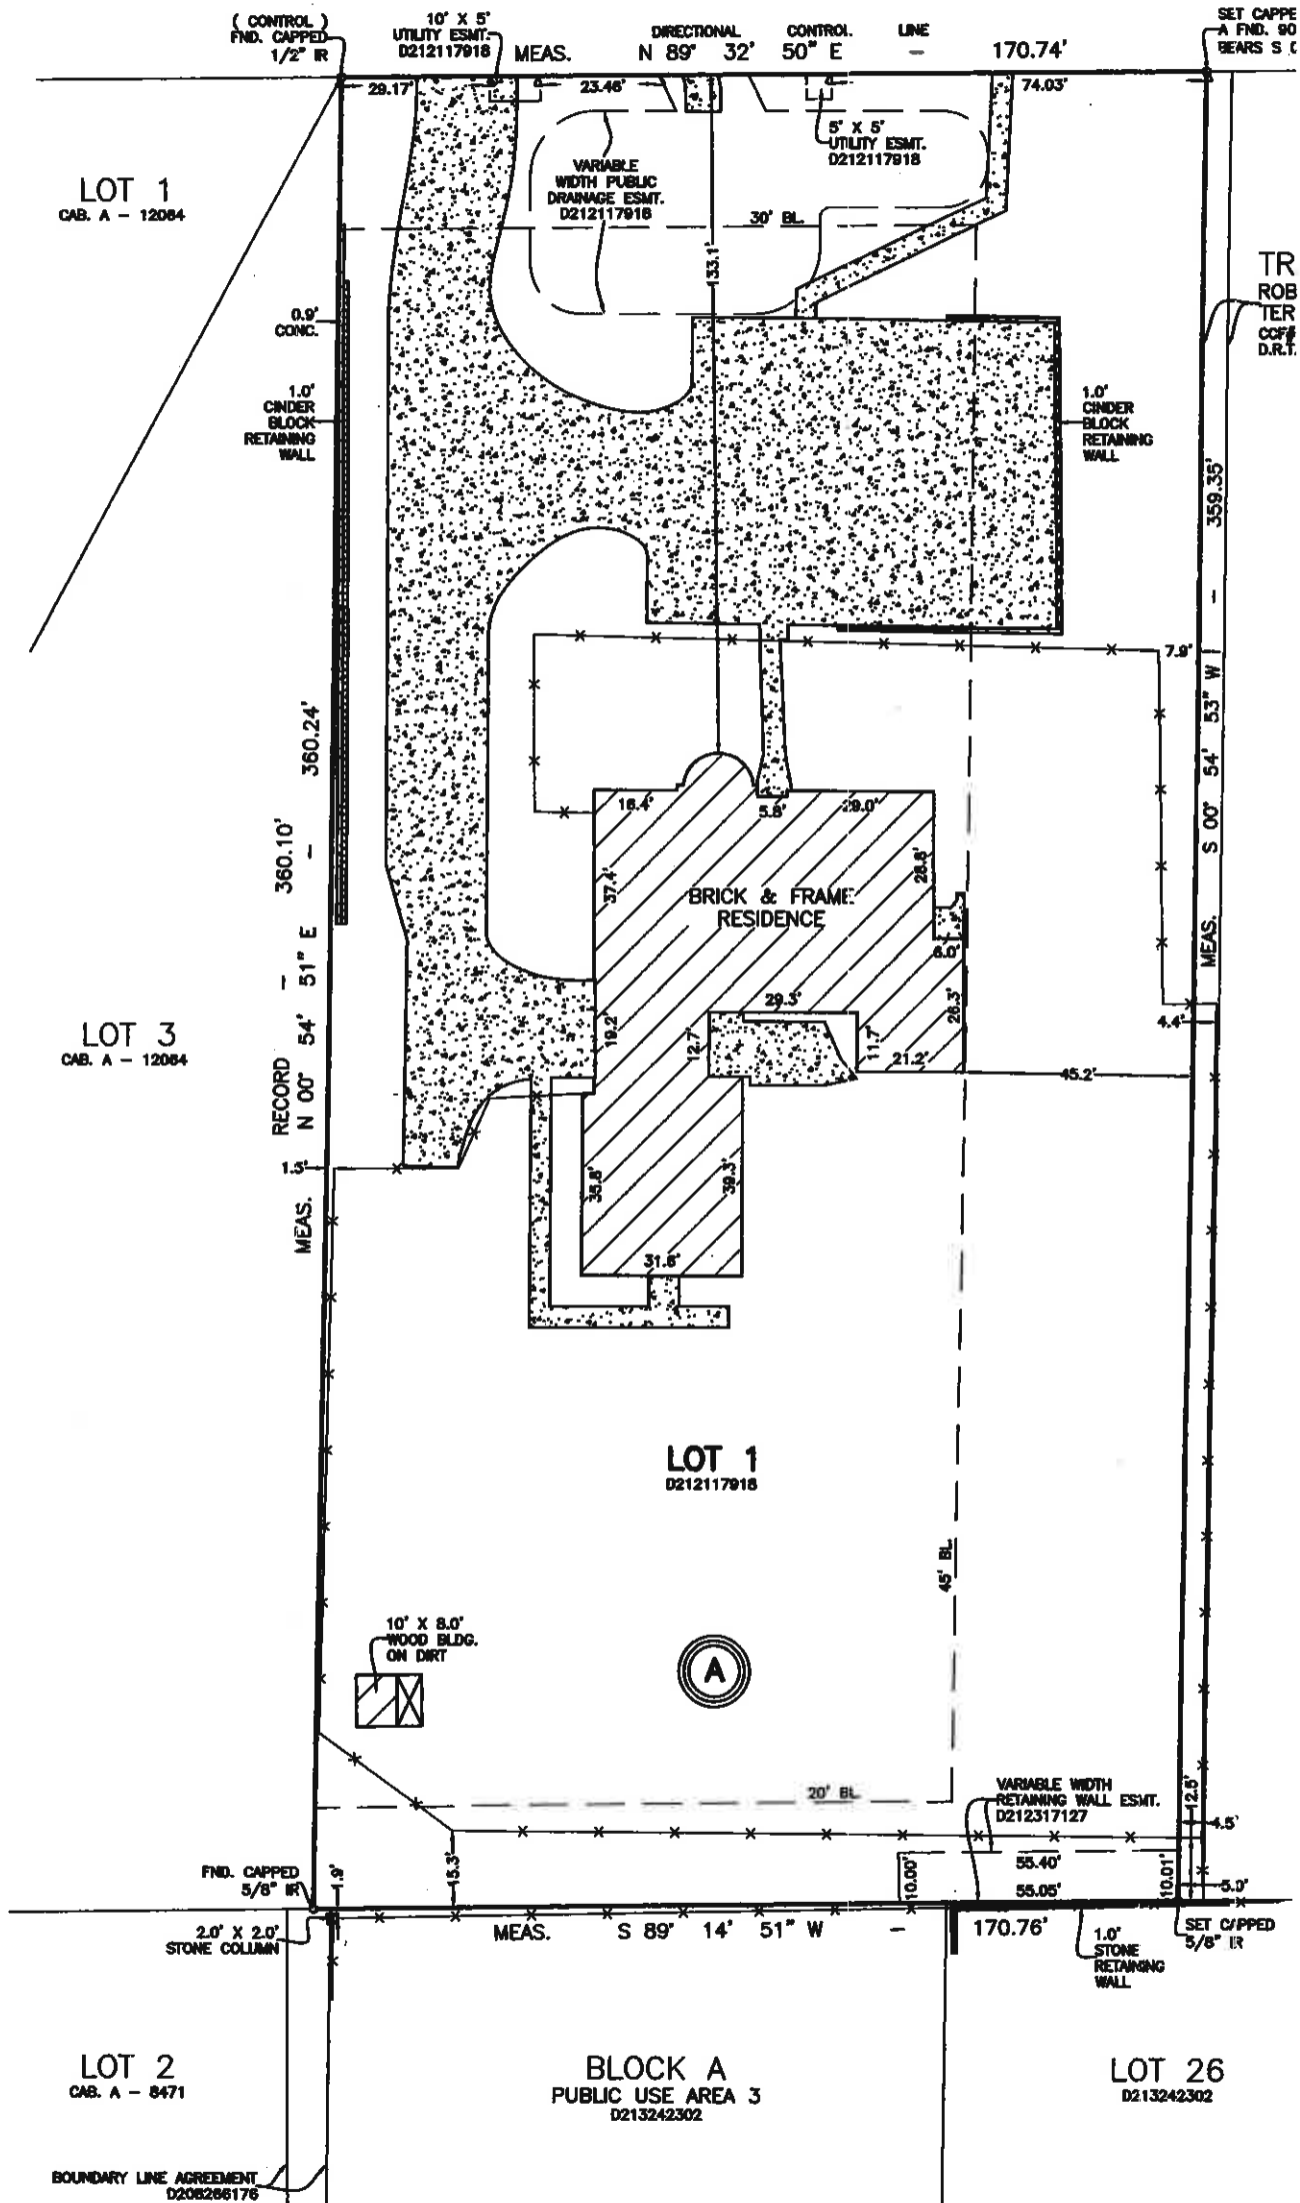 ( CONTROL )
FND. CAPPED
1/2" IR
10' X 5'
UTILITY ESMT.
D212117918
DIRECTIONAL CONTROL LINE
MEAS. N 89° 32' 50" E - 170.74'
SET CAPPE
A FND. 90
BEARS S
29.17'
23.46'
74.03'
5' X 5'
UTILITY ESMT.
D212117918
VARIABLE
WIDTH PUBLIC
DRAINAGE ESMT.
D212117918
LOT 1
CAB. A - 12064
30' BL.
133.1'
TR
ROB
TER
CCF#
D.R.T.
0.9'
CONC.
1.0'
CINDER
BLOCK
RETAINING
WALL
1.0'
CINDER
BLOCK
RETAINING
WALL
MEAS. S 00° 54' 53" W - 359.35'
7.9'
RECORD - 360.10'
MEAS. N 00° 54' 51" E - 360.24'
16.4'
5.8'
29.0'
37.4'
28.8'
BRICK & FRAME
RESIDENCE
6.0'
29.3'
26.3'
19.2'
12.7'
11.7'
21.2'
4.4'
45.2'
LOT 3
CAB. A - 12064
1.5'
35.8'
39.3'
31.6'
LOT 1
D212117918
45' BL.
10' X 8.0'
WOOD BLDG.
ON DIRT
A
20' BL.
VARIABLE WIDTH
RETAINING WALL ESMT.
D212317127
12.5'
4.5'
FND. CAPPED
5/8" IR
1.9'
15.3'
10.00'
55.40'
10.01'
55.05'
5.0'
2.0' X 2.0'
STONE COLUMN
MEAS. S 89° 14' 51" W - 170.76'
1.0'
STONE
RETAINING
WALL
SET CAPPED
5/8" IR
LOT 2
CAB. A - 8471
BLOCK A
PUBLIC USE AREA 3
D213242302
LOT 26
D213242302
BOUNDARY LINE AGREEMENT
D206266176